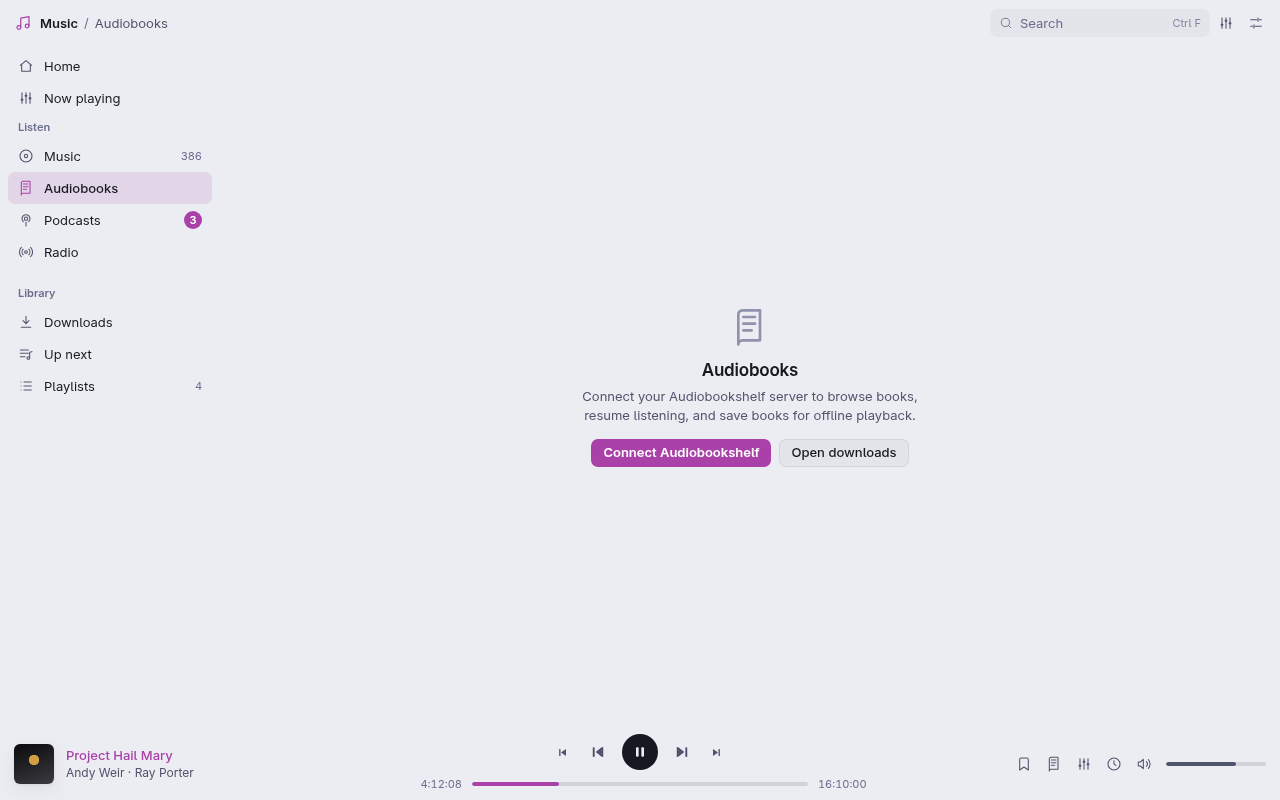 Music / Audiobooks
Search Ctrl F
Home
Now playing
Listen
Music 386
Audiobooks
Podcasts 3
Radio
Library
Downloads
Up next
Playlists 4
Audiobooks
Connect your Audiobookshelf server to browse books,
resume listening, and save books for offline playback.
Connect Audiobookshelf Open downloads
Project Hail Mary
Andy Weir · Ray Porter
4:12:08 16:10:00